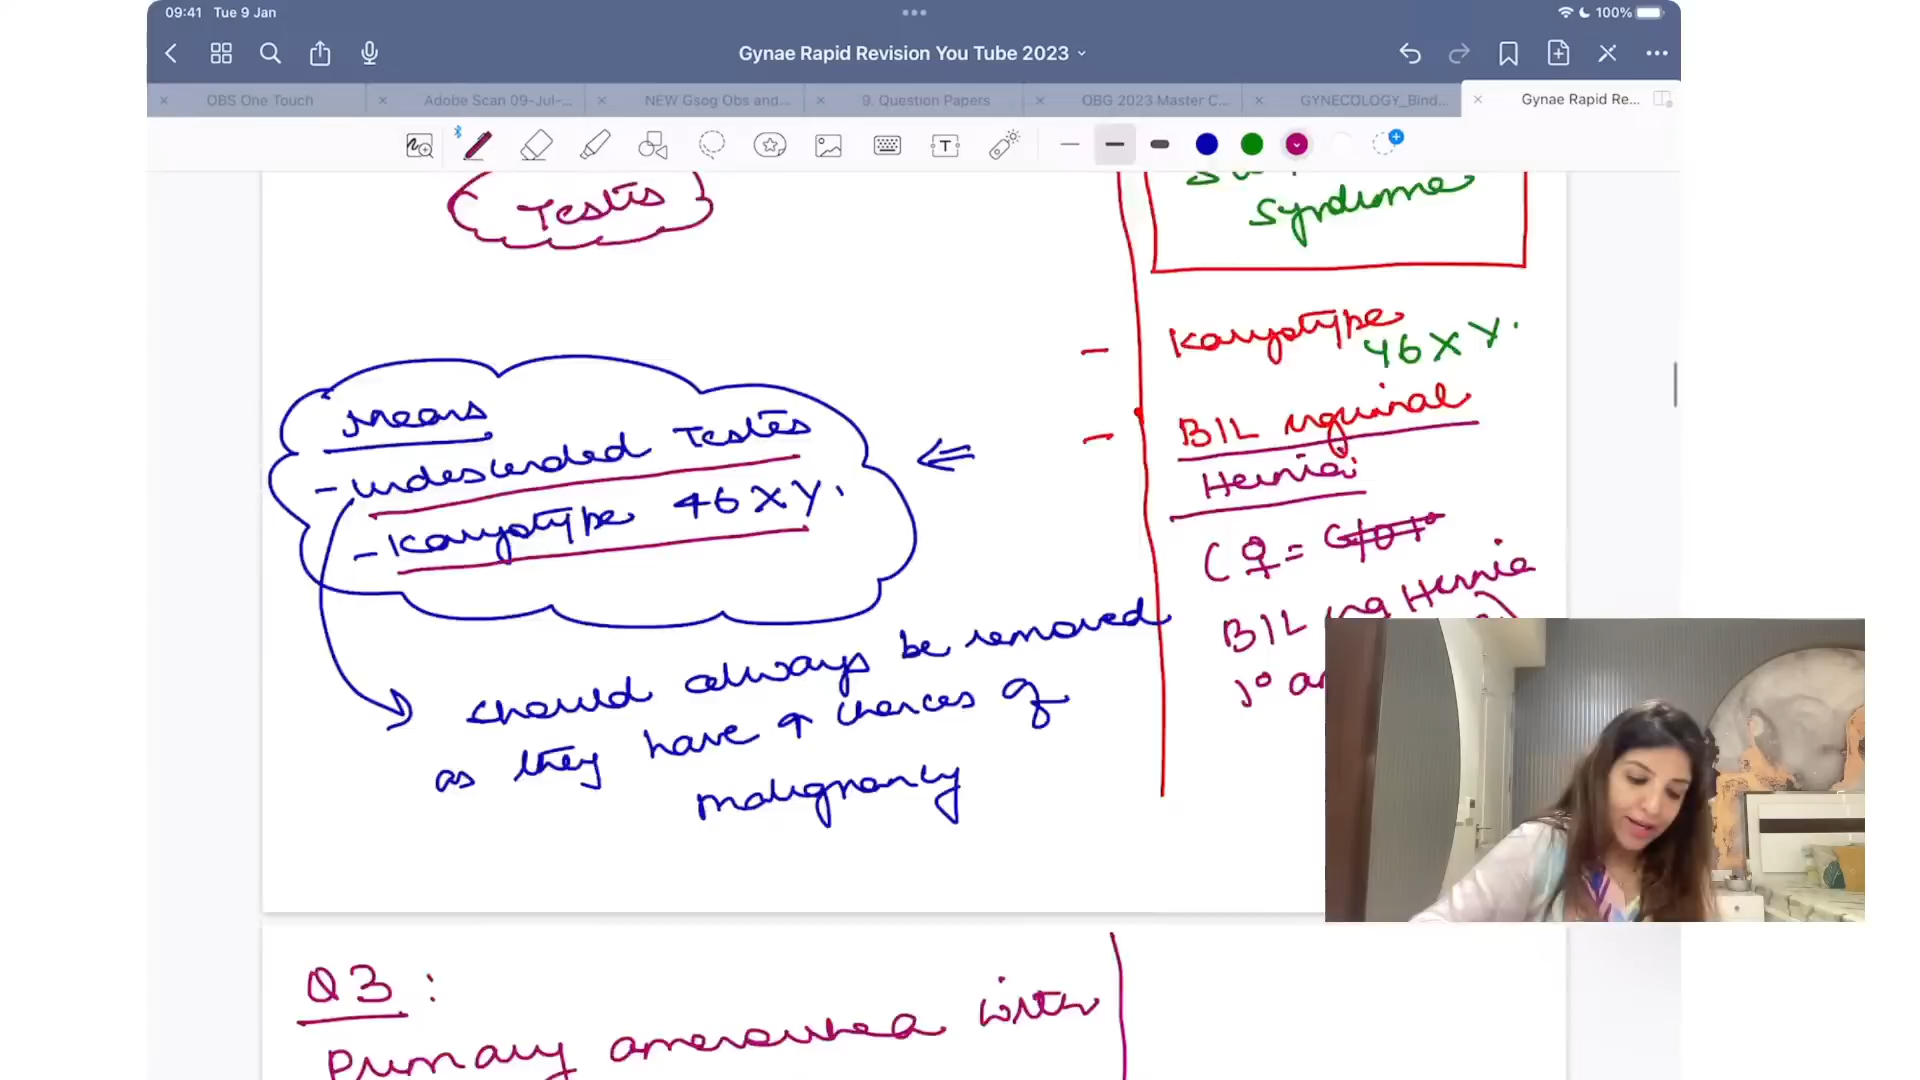 09:41 Tue 9 Jan
100%
Gynae Rapid Revision You Tube 2023
OBS One Touch
Adobe Scan 09-Jul-...
NEW Gsog Obs and...
9. Question Papers
OBG 2023 Master C...
GYNECOLOGY_Bind...
Gynae Rapid Re...
Testis
Syndrome
- Karyotype 46XY.
- B/L inguinal
Hernia
(♀ =
B/L ing Hernia
1° a
Means
- undescended Testes
- Karyotype 46XY.
should always be removed
as they have ↑ chances of
malignancy
Q3 :
Primary amenorrhea with